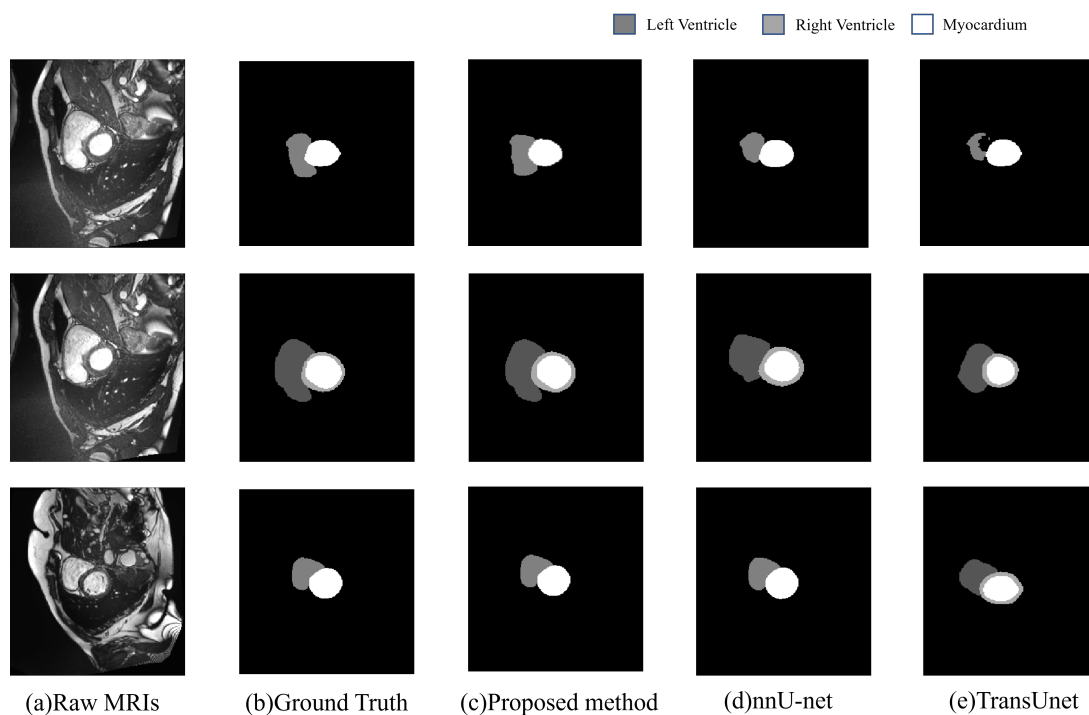 Left Ventricle Right Ventricle Myocardium
(a)Raw MRIs (b)Ground Truth (c)Proposed method (d)nnU-net (e)TransUnet